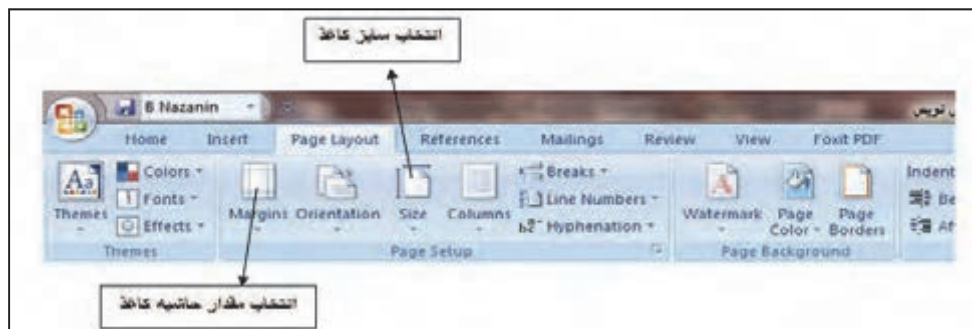 انتخاب سایز کاغذ
B Nazanin
Home Insert Page Layout References Mailings Review View Foxit PDF
Themes
Colors
Fonts
Effects
Margins Orientation Size Columns
Breaks
Line Numbers
Hyphenation
Watermark Page Color Page Borders
Indent
Themes Page Setup Page Background
انتخاب مقدار حاشیه کاغذ